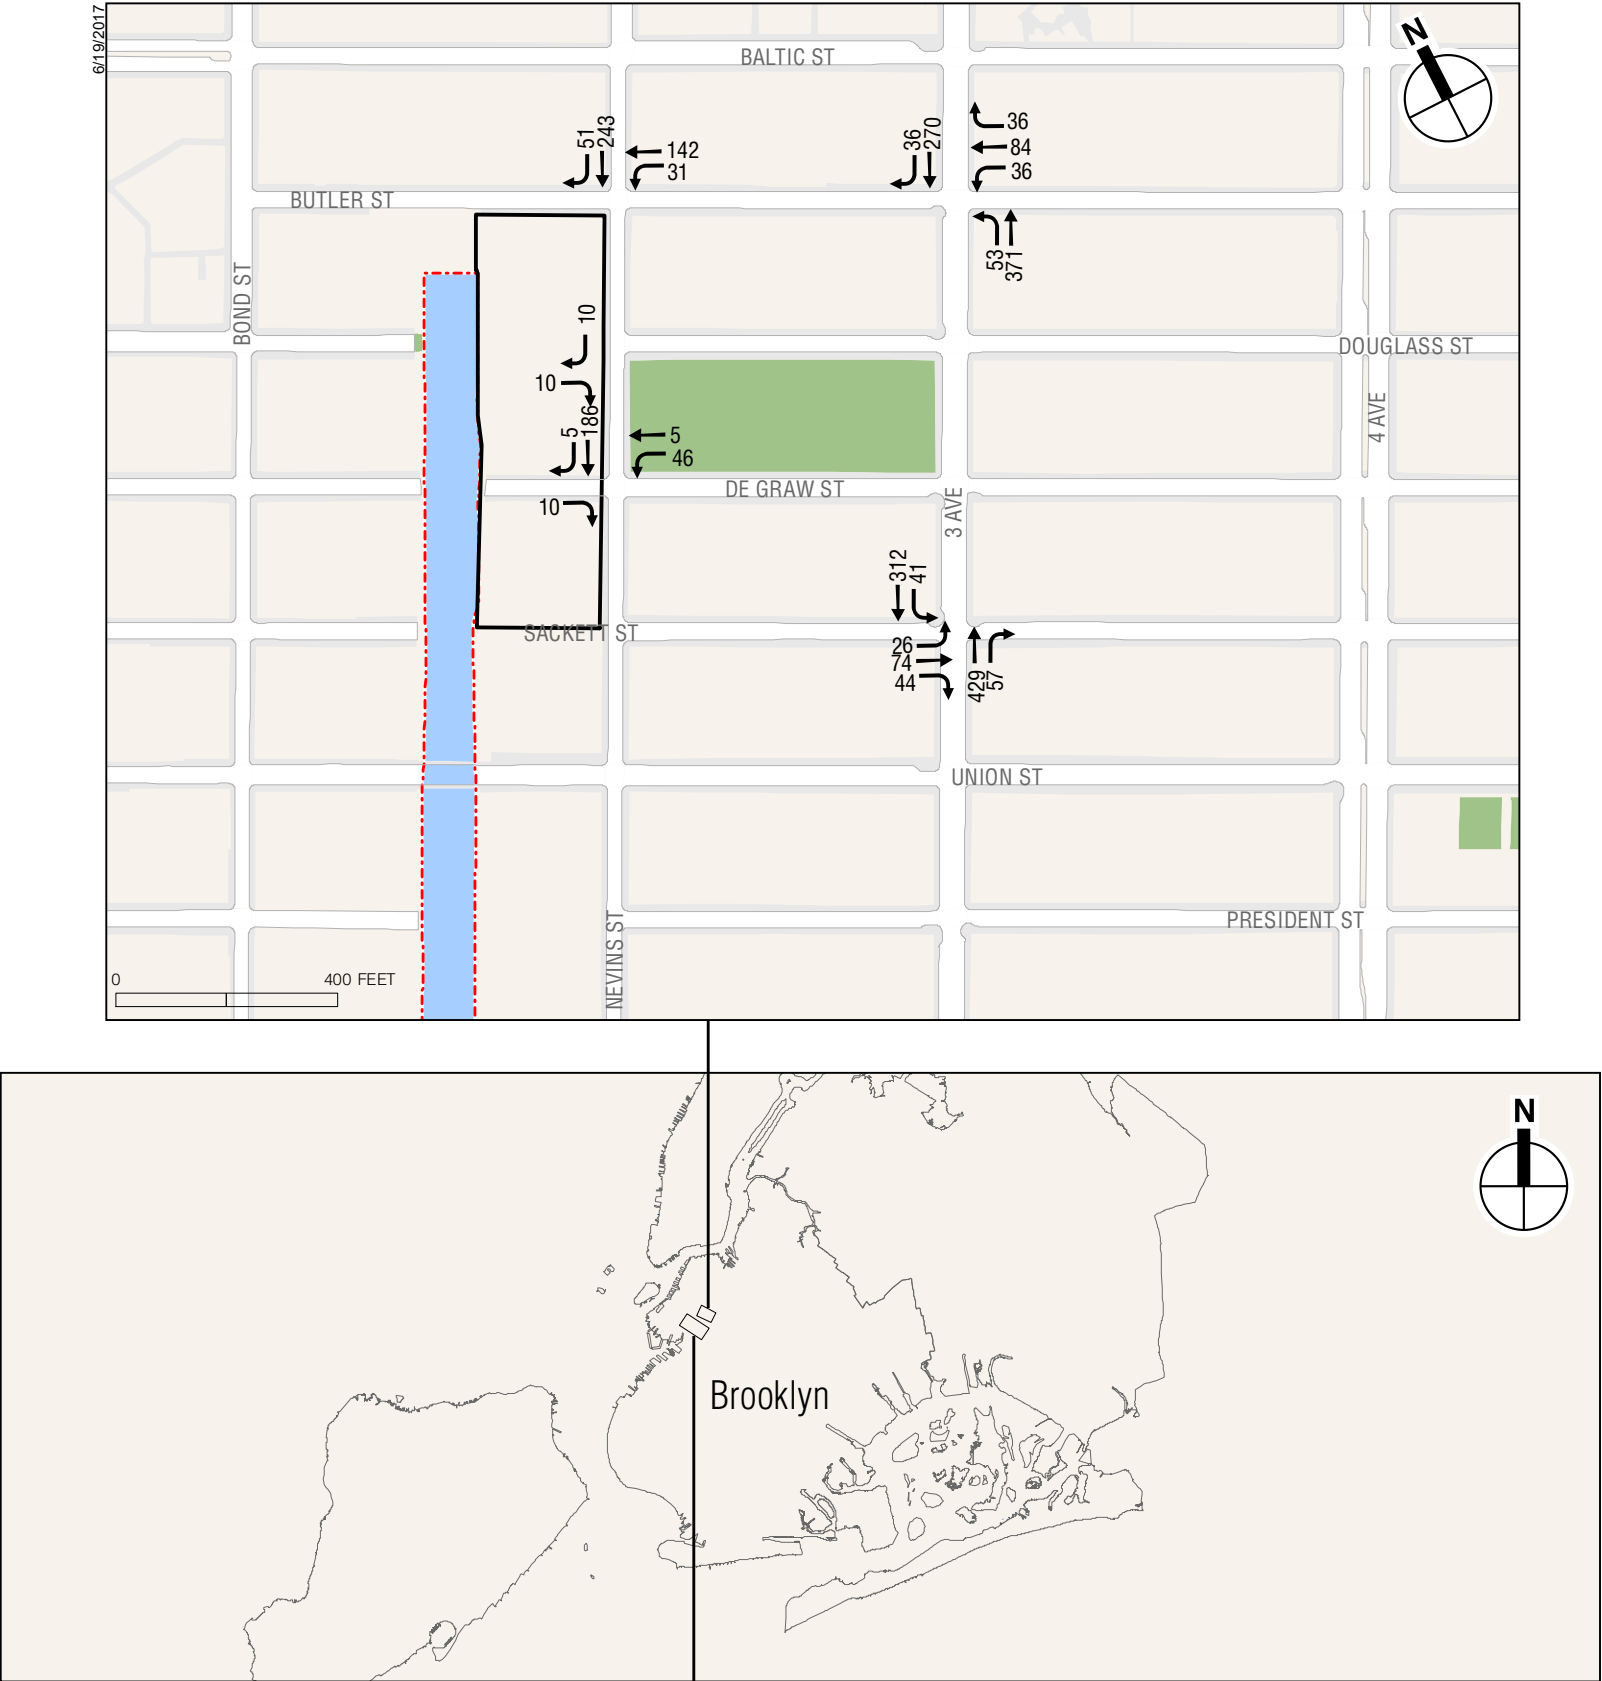 6/19/2017
N
BALTIC ST
51
243
142
31
36
270
36
84
36
BUTLER ST
53
371
BOND ST
10
DOUGLASS ST
10
4 AVE
5
186
5
46
DE GRAW ST
3 AVE
10
312
41
SACKETT ST
26
74
44
429
57
UNION ST
PRESIDENT ST
NEVINS ST
0
400 FEET
N
Brooklyn